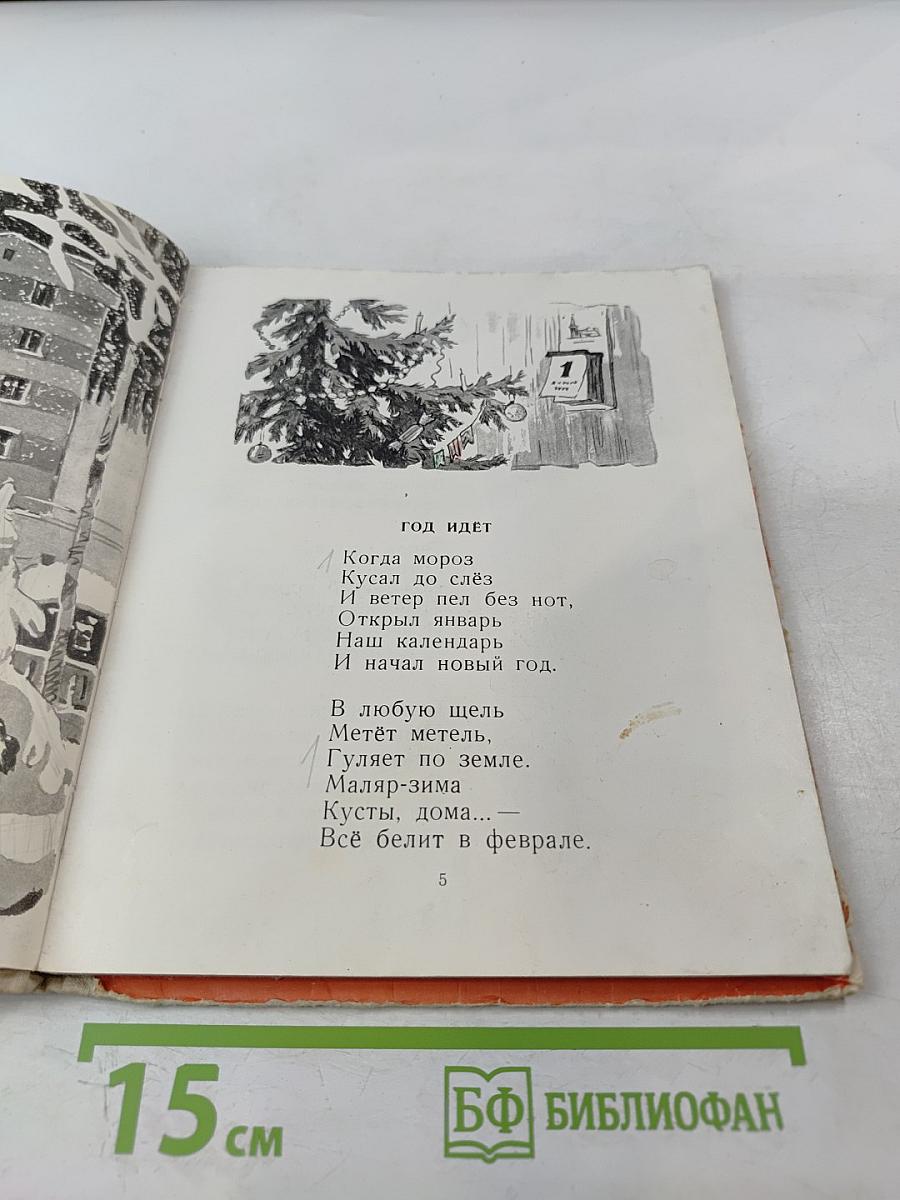 1
ГОД ИДЁТ
Когда мороз
Кусал до слёз
И ветер пел без нот,
Открыл январь
Наш календарь
И начал новый год.
В любую щель
Метёт метель,
Гуляет по земле.
Маляр-зима
Кусты, дома... —
Всё белит в феврале.
5
15 см
БФ БИБЛИОФАН